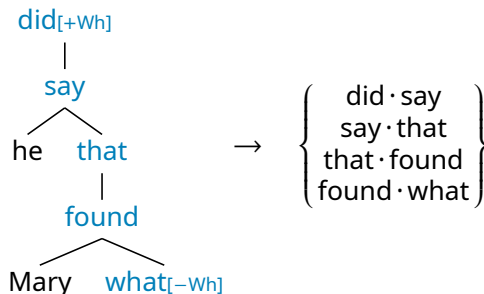 did[+Wh]
say
he that
found
Mary what[−Wh]
→
did · say
say · that
that · found
found · what